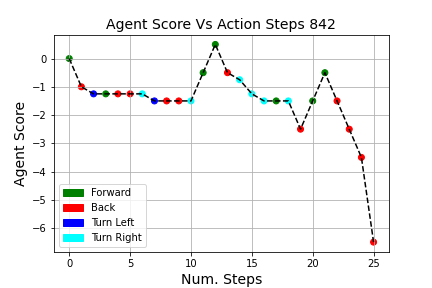 Agent Score Vs Action Steps 842
Agent Score
0
−1
−2
−3
−4
−5
−6
Forward
Back
Turn Left
Turn Right
0 5 10 15 20 25
Num. Steps